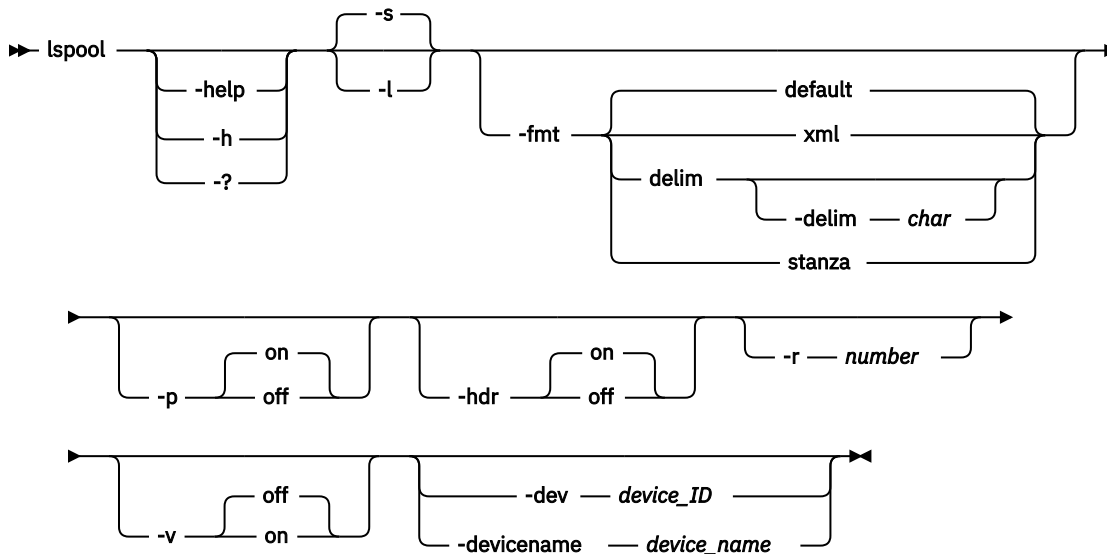 -s
lspool
-help
-l
default
-h
-fmt
xml
-?
delim
-delim char
stanza
on
on
-r number
-p
off
-hdr
off
off
-dev device_ID
-v
on
-devicename device_name